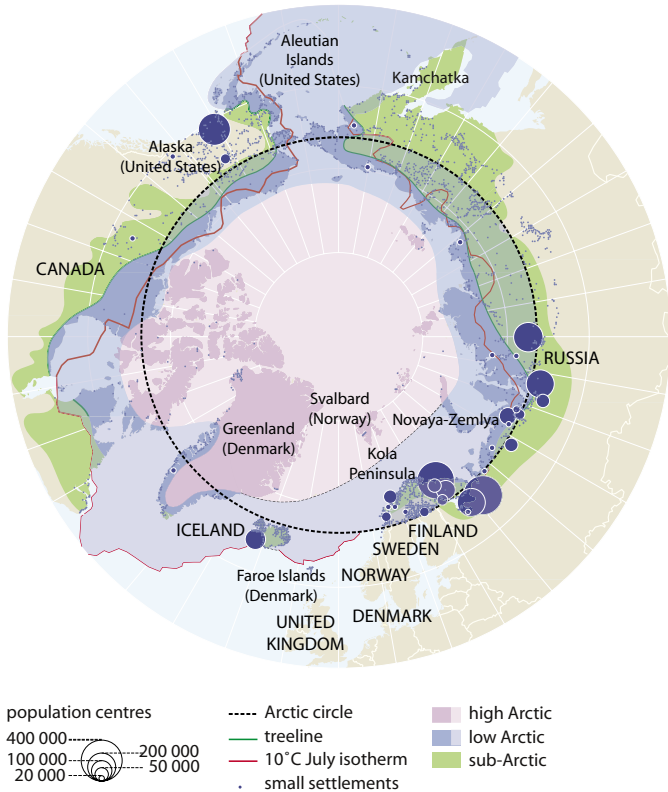 Aleutian
Islands
(United States)
Kamchatka
Alaska
(United States)
CANADA
RUSSIA
Svalbard
(Norway)
Greenland
(Denmark)
Novaya-Zemlya
Kola
Peninsula
ICELAND
FINLAND
SWEDEN
Faroe Islands
(Denmark)
NORWAY
UNITED
KINGDOM
DENMARK
population centres
400 000
200 000
100 000
50 000
20 000
Arctic circle
treeline
10˚C July isotherm
small settlements
high Arctic
low Arctic
sub-Arctic